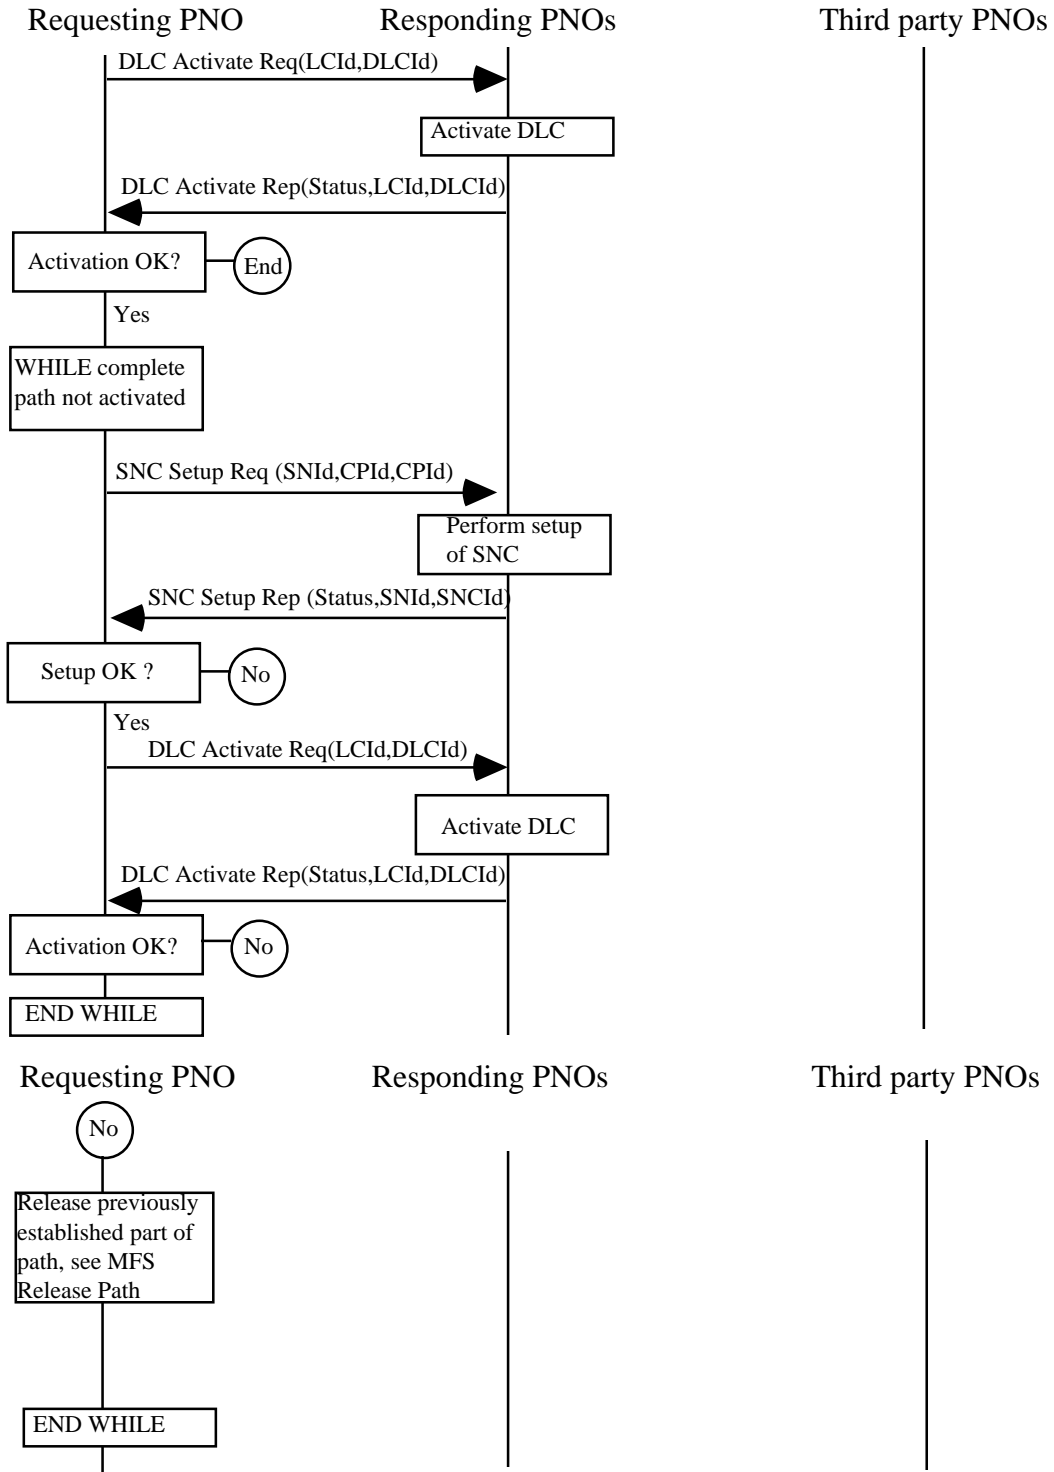 Requesting PNO
Responding PNOs
Third party PNOs
DLC Activate Req(LCId,DLCId)
Activate DLC
DLC Activate Rep(Status,LCId,DLCId)
Activation OK?
End
Yes
WHILE complete
path not activated
SNC Setup Req (SNId,CPId,CPId)
Perform setup
of SNC
SNC Setup Rep (Status,SNId,SNCId)
Setup OK ?
No
Yes
DLC Activate Req(LCId,DLCId)
Activate DLC
DLC Activate Rep(Status,LCId,DLCId)
Activation OK?
No
END WHILE
Requesting PNO
Responding PNOs
Third party PNOs
No
Release previously
established part of
path, see MFS
Release Path
END WHILE